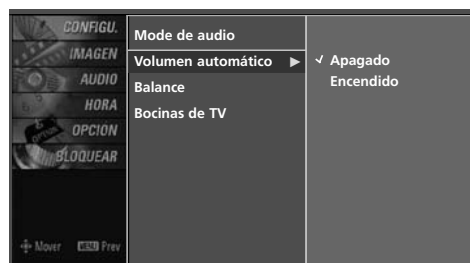 CONFIGU.
IMAGEN
AUDIO
HORA
OPCION
BLOQUEAR
Mover MENU Prev
Mode de audio
Volumen automático ▶
Balance
Bocinas de TV
✓ Apagado
Encendido